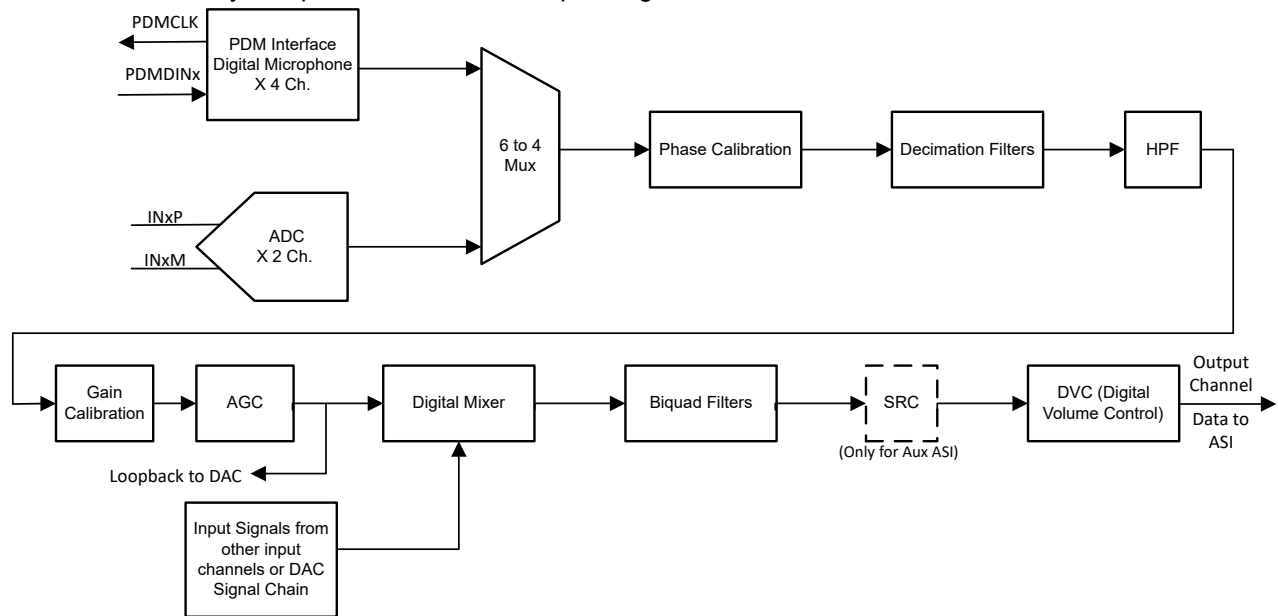 PDMCLK
PDMDINx
PDM Interface
Digital Microphone
X 4 Ch.
INxP
INxM
ADC
X 2 Ch.
6 to 4
Mux
Phase Calibration
Decimation Filters
HPF
Gain
Calibration
AGC
Loopback to DAC
Digital Mixer
Input Signals from
other input
channels or DAC
Signal Chain
Biquad Filters
SRC
(Only for Aux ASI)
DVC (Digital
Volume Control)
Output
Channel
Data to
ASI